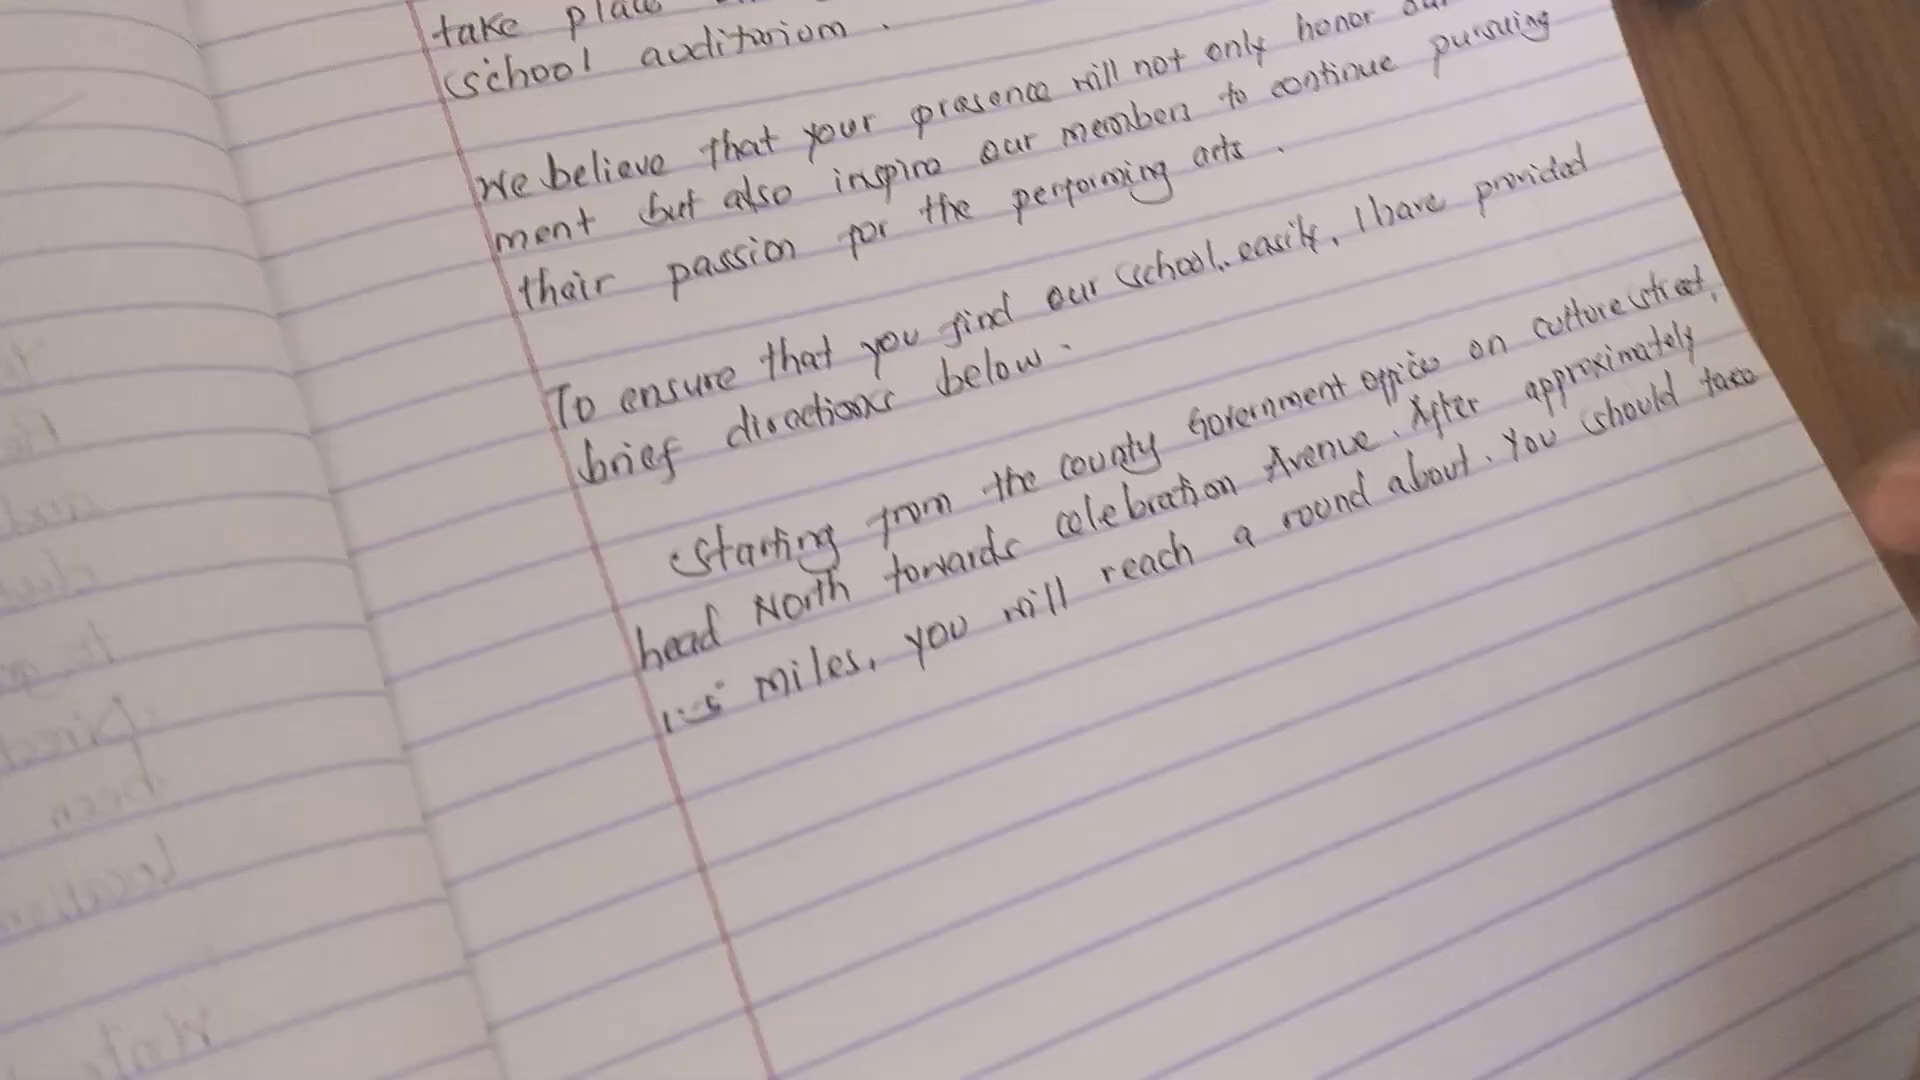 take place
school auditorium.
We believe that your presence will not only honor our
ment but also inspire our members to continue pursuing
their passion for the performing arts.
To ensure that you find our school easily, I have provided
brief directions below.
Starting from the county Government offices on culture street,
head North towards celebration Avenue. After approximately
1.5 miles, you will reach a round about. You should take